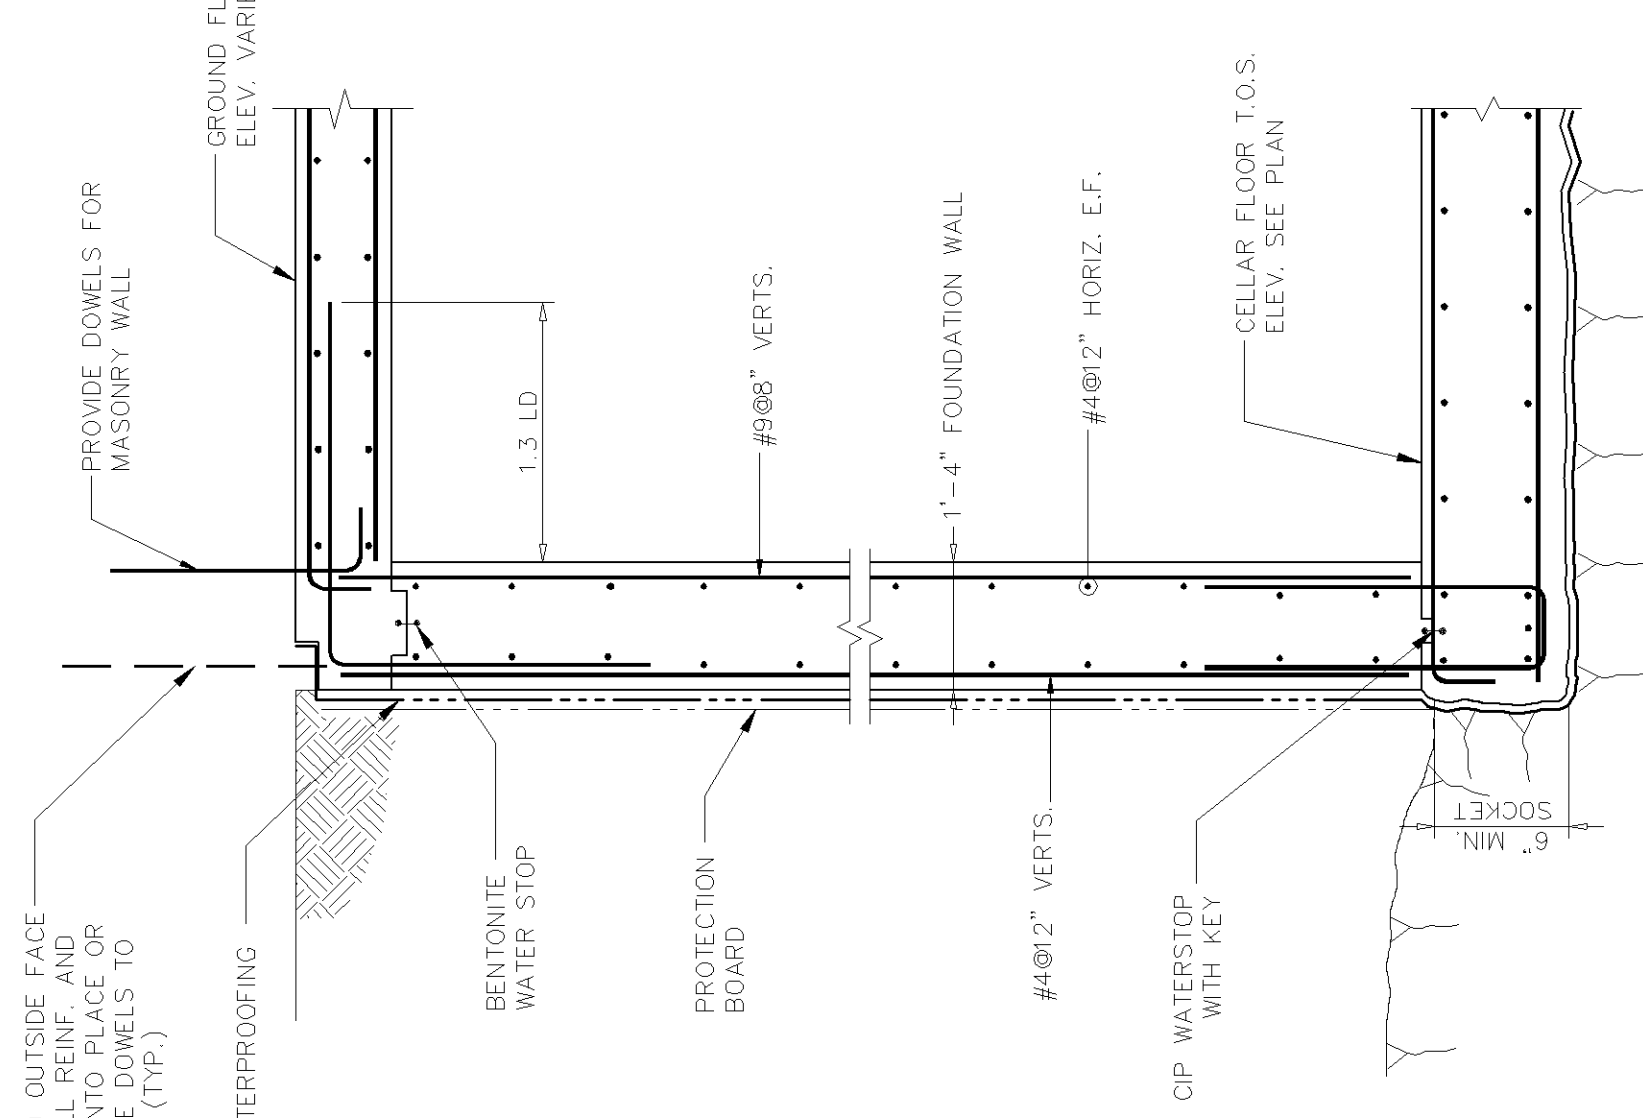 GROUND FL
ELEV. VARIE
PROVIDE DOWELS FOR
MASONRY WALL
1.3 LD
#9@8" VERTS.
1'-4" FOUNDATION WALL
#4@12" HORIZ. E.F.
CELLAR FLOOR T.O.S.
ELEV. SEE PLAN
OUTSIDE FACE
LL REINF. AND
NTO PLACE OR
E DOWELS TO
(TYP.)
TERPROOFING
BENTONITE
WATER STOP
PROTECTION
BOARD
#4@12" VERTS.
CIP WATERSTOP
WITH KEY
6" MIN.
SOCKET